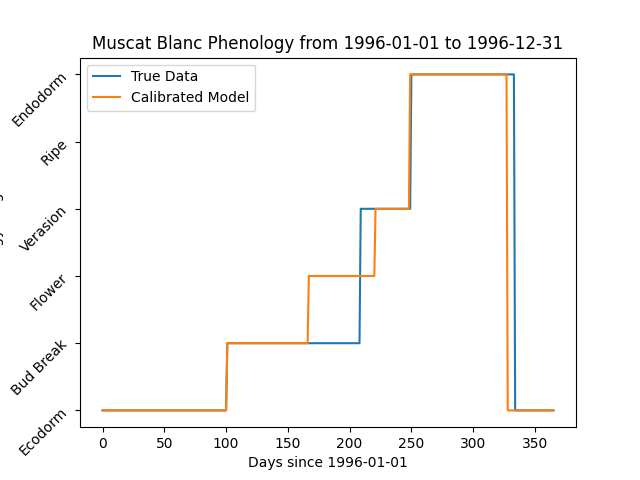 Muscat Blanc Phenology from 1996-01-01 to 1996-12-31
True Data
Calibrated Model
Endodorm
Ripe
Verasion
Flower
Bud Break
Ecodorm
0 50 100 150 200 250 300 350
Days since 1996-01-01